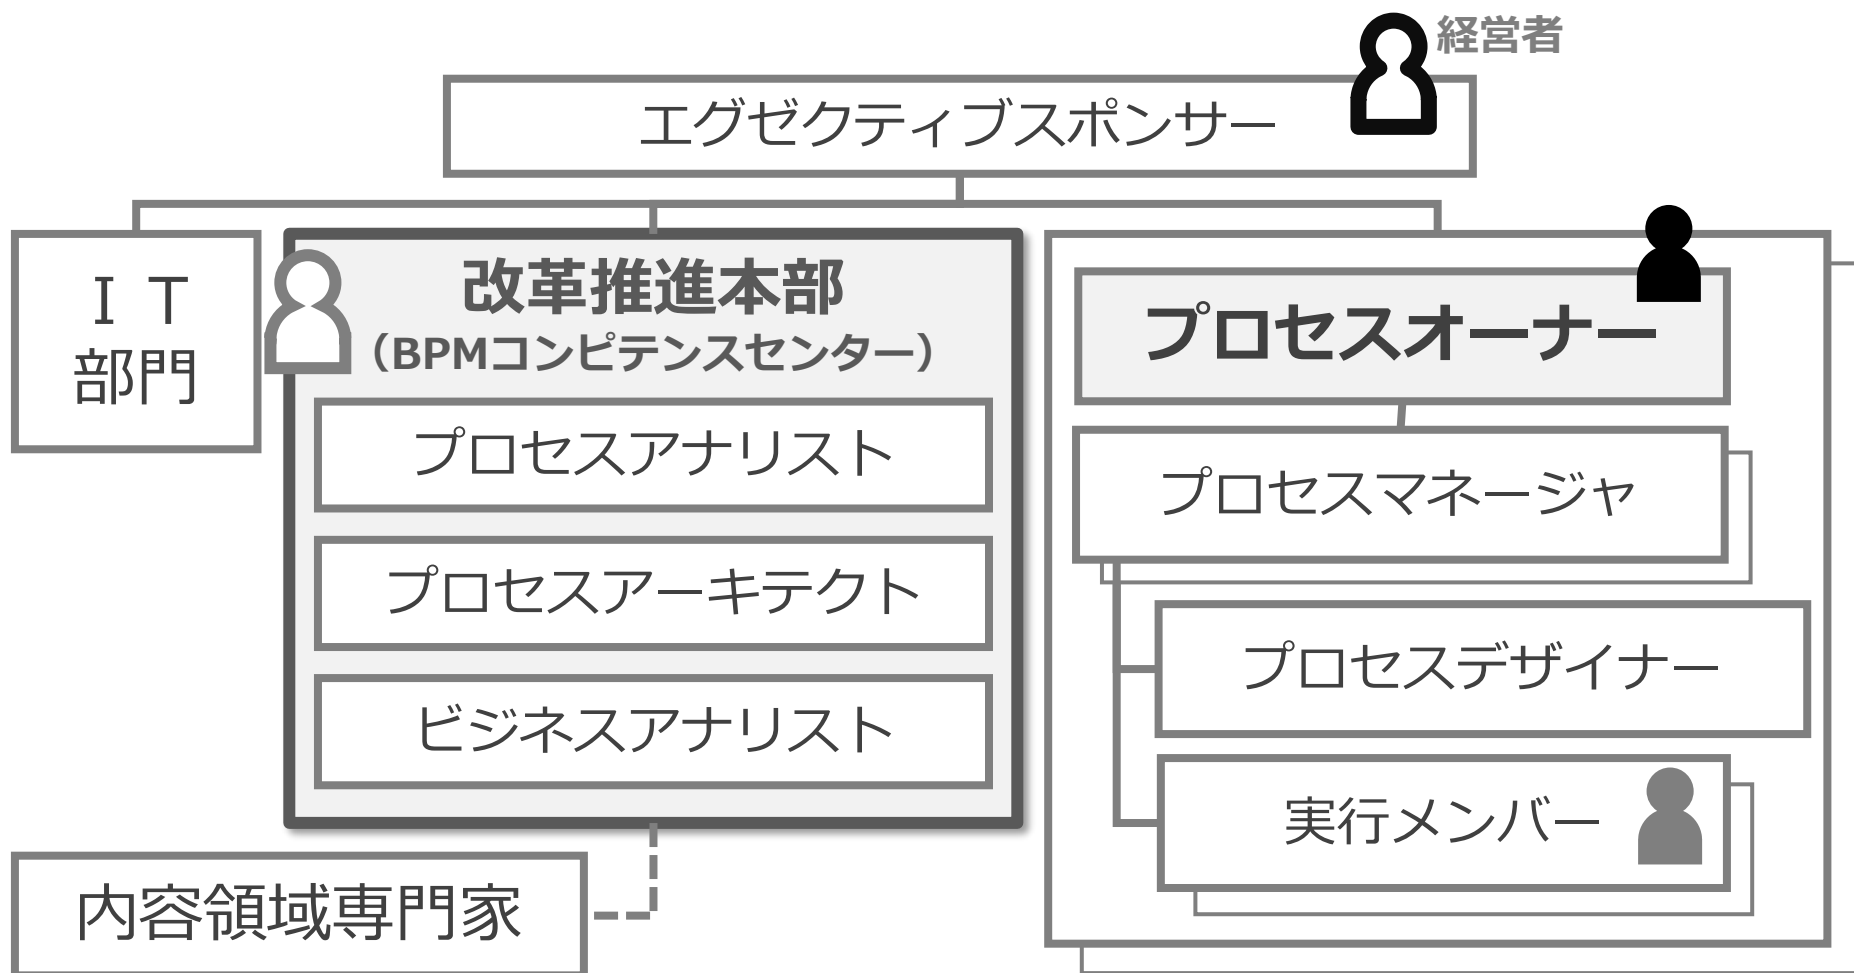 経営者
エグゼクティブスポンサー
ＩＴ
部門
改革推進本部
（BPMコンピテンスセンター）
プロセスアナリスト
プロセスアーキテクト
ビジネスアナリスト
内容領域専門家
プロセスオーナー
プロセスマネージャ
プロセスデザイナー
実行メンバー